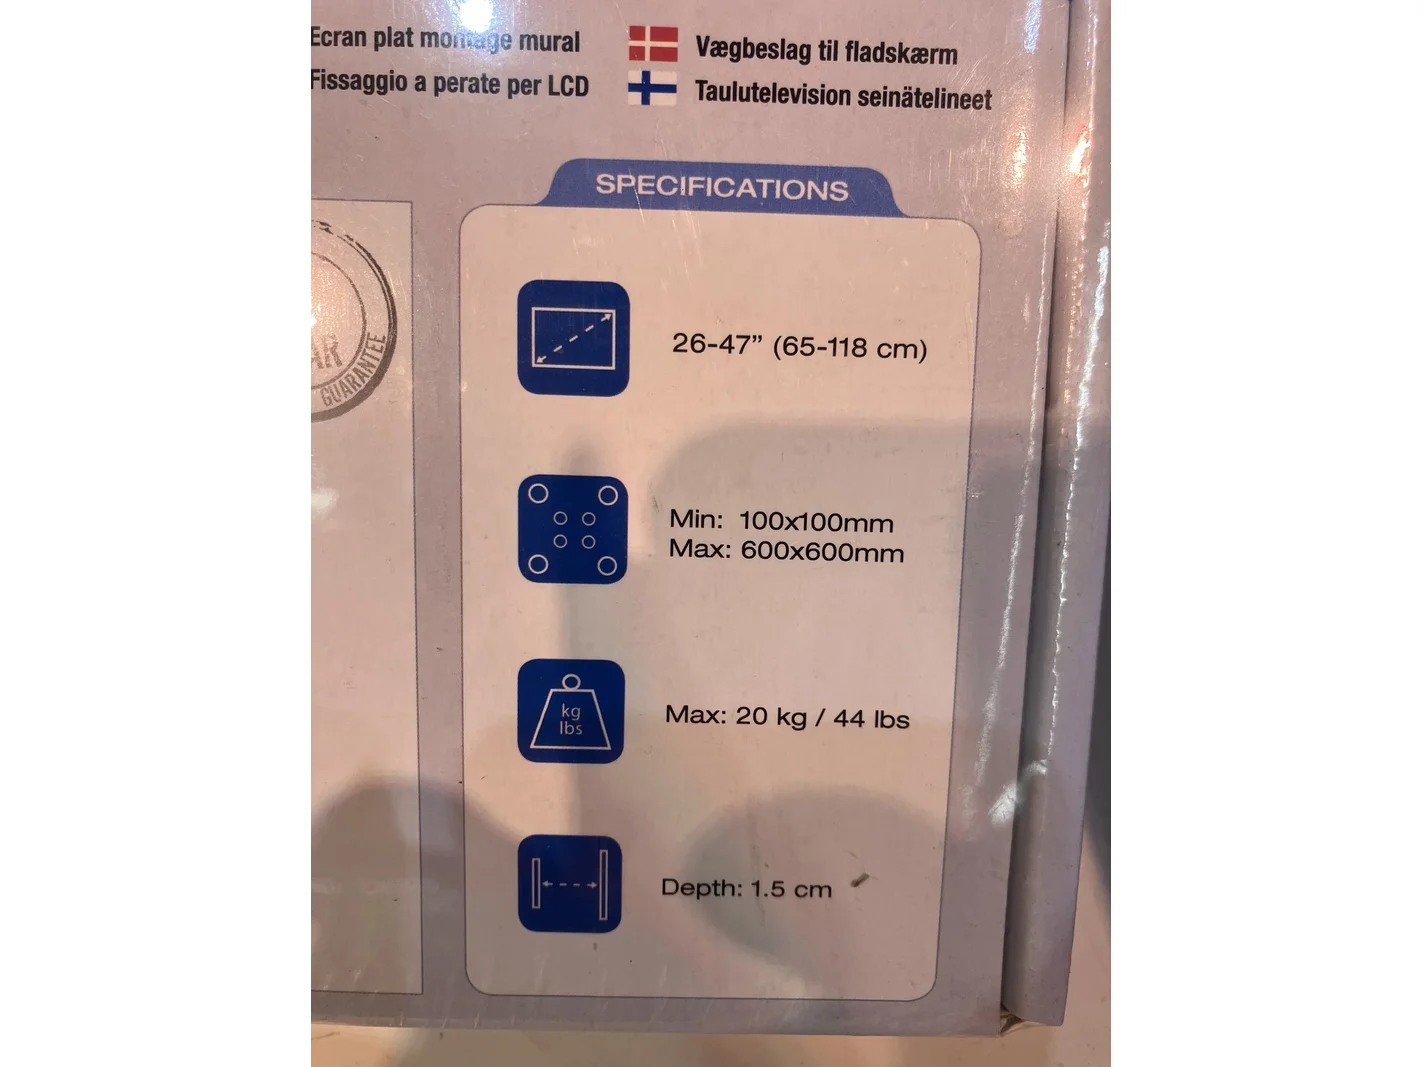 Ecran plat montage mural
Fissaggio a perate per LCD
Vægbeslag til fladskærm
Taulutelevision seinätelineet
SPECIFICATIONS
GUARANTEE
26-47” (65-118 cm)
Min: 100x100mm
Max: 600x600mm
kg
lbs
Max: 20 kg / 44 lbs
Depth: 1.5 cm